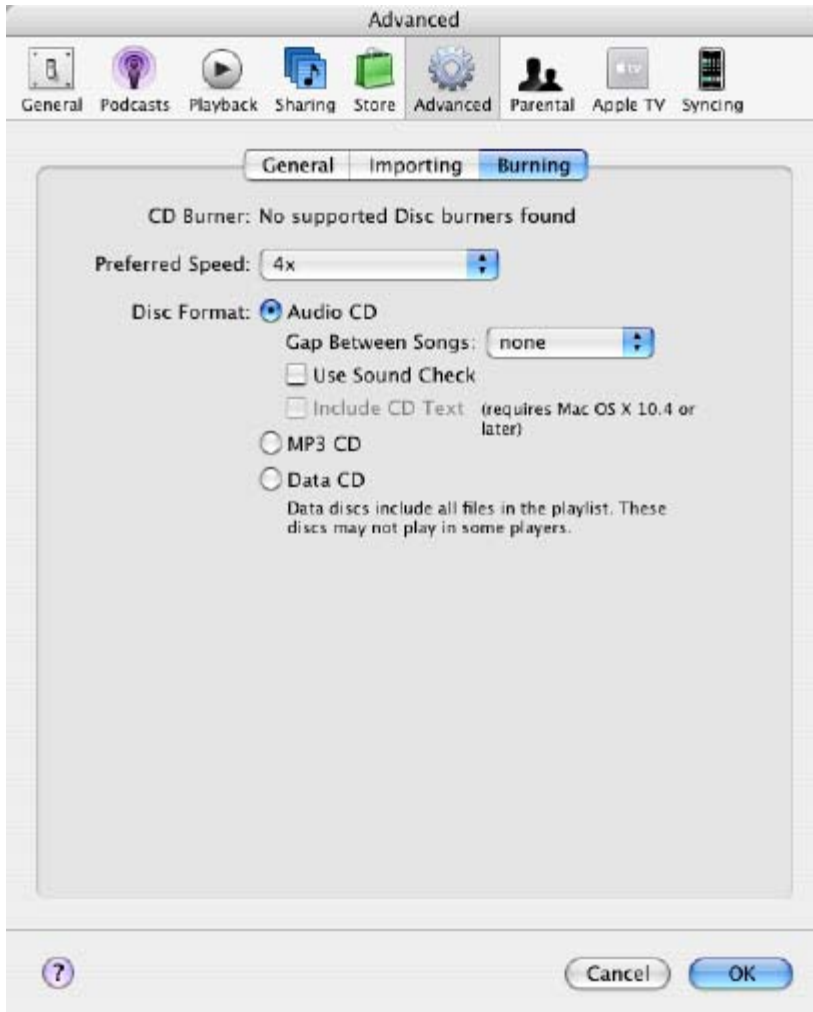 Advanced
General Podcasts Playback Sharing Store Advanced Parental Apple TV Syncing
General Importing Burning
CD Burner: No supported Disc burners found
Preferred Speed: 4x
Disc Format: Audio CD
Gap Between Songs: none
Use Sound Check
Include CD Text (requires Mac OS X 10.4 or
later)
MP3 CD
Data CD
Data discs include all files in the playlist. These
discs may not play in some players.
? Cancel OK